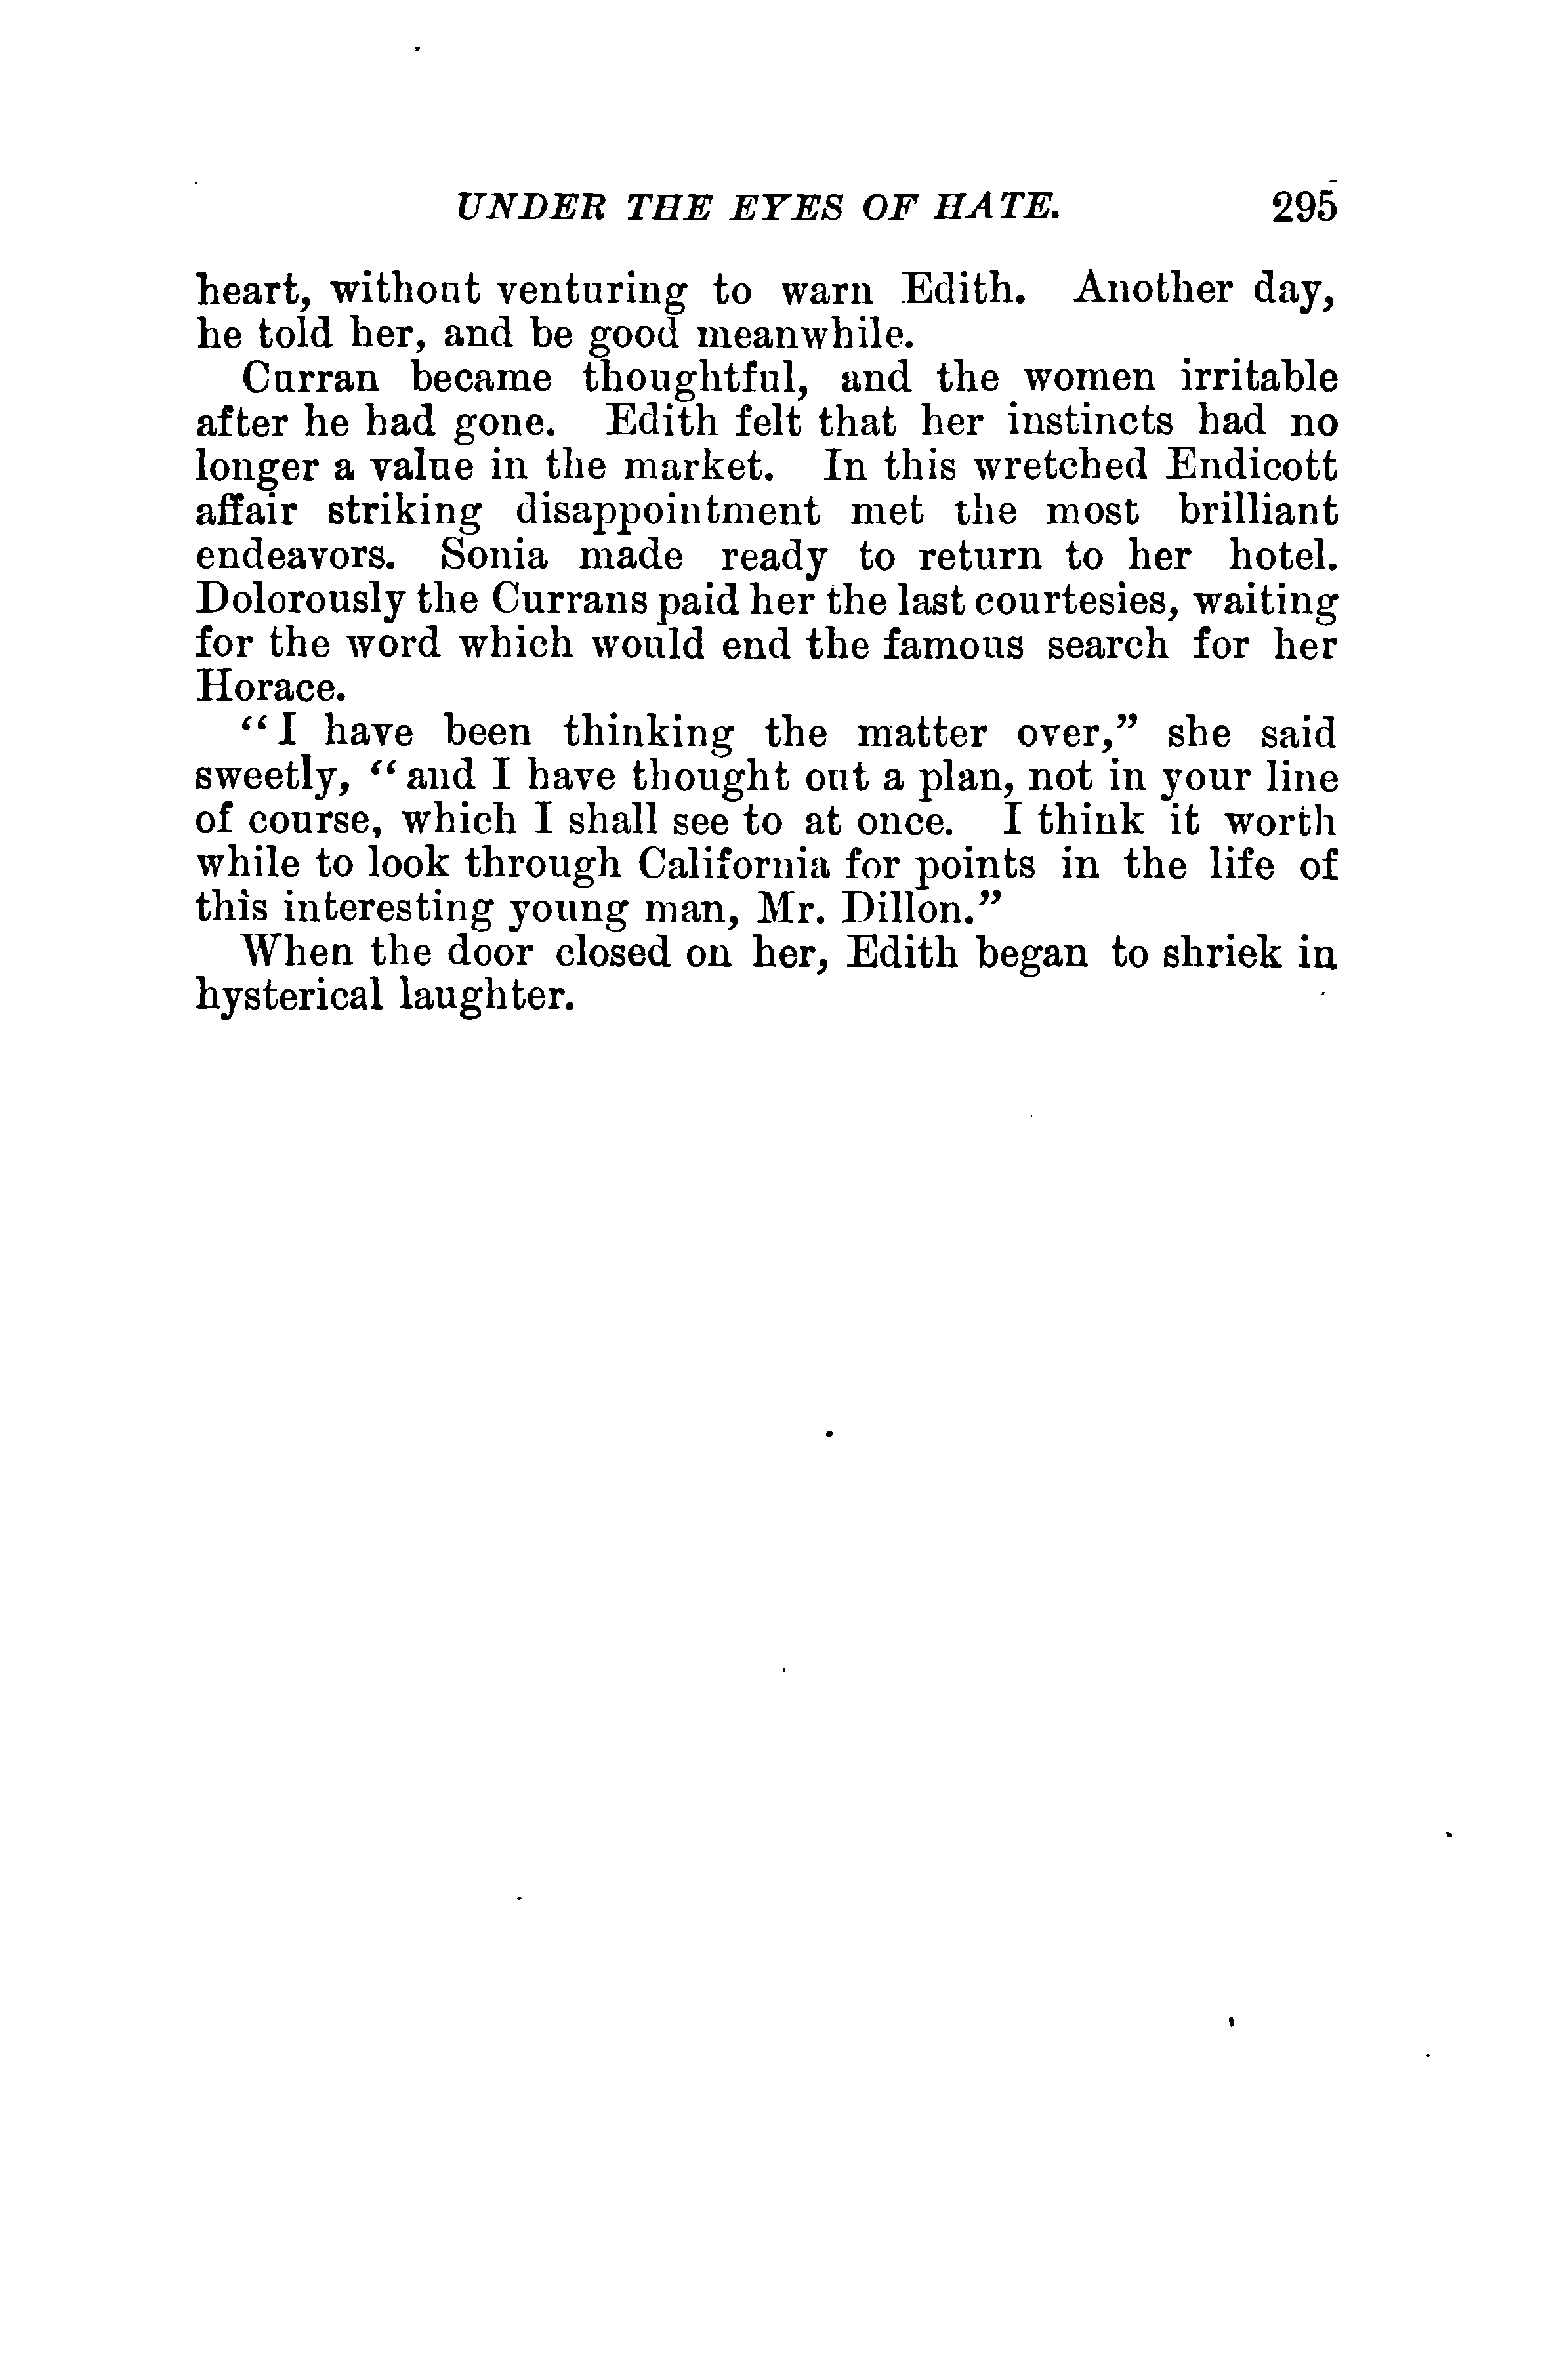 UNDER THE EYES OF HATE. 295
heart, without venturing to warn Edith. Another day,
he told her, and be good meanwhile.
Curran became thoughtful, and the women irritable
after he had gone. Edith felt that her instincts had no
longer a value in the market. In this wretched Endicott
affair striking disappointment met the most brilliant
endeavors. Sonia made ready to return to her hotel.
Dolorously the Currans paid her the last courtesies, waiting
for the word which would end the famous search for her
Horace.
“I have been thinking the matter over,” she said
sweetly, “and I have thought out a plan, not in your line
of course, which I shall see to at once. I think it worth
while to look through California for points in the life of
this interesting young man, Mr. Dillon.”
When the door closed on her, Edith began to shriek in
hysterical laughter.